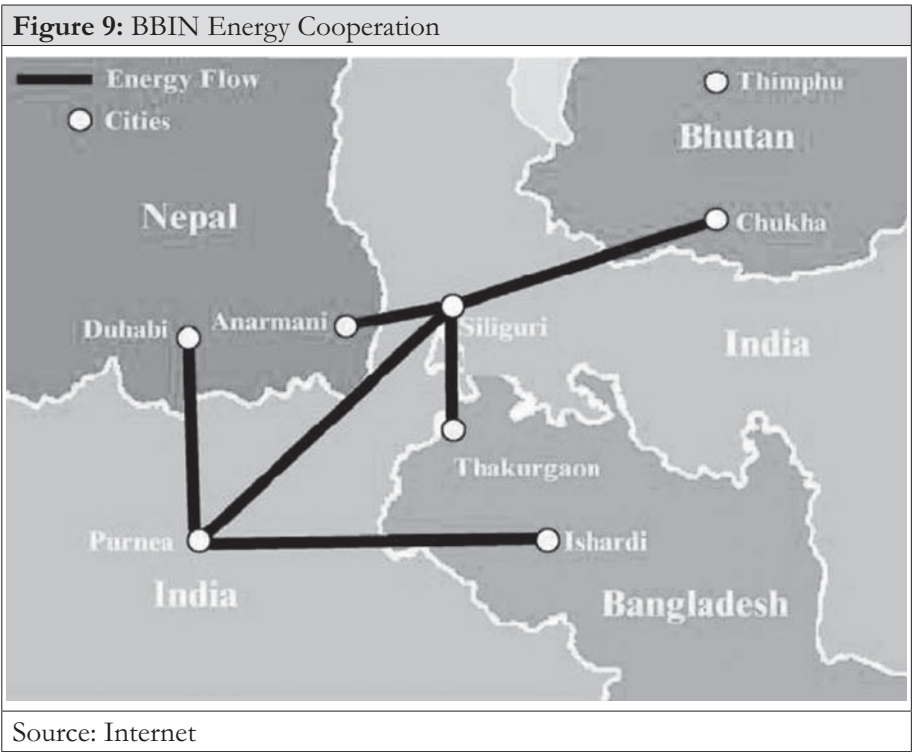 Figure 9: BBIN Energy Cooperation
Energy Flow
Cities
Thimphu
Bhutan
Nepal
Chukha
Duhabi
Anarmani
Siliguri
India
Thakurgaon
Purnea
Ishardi
India
Bangladesh
Source: Internet